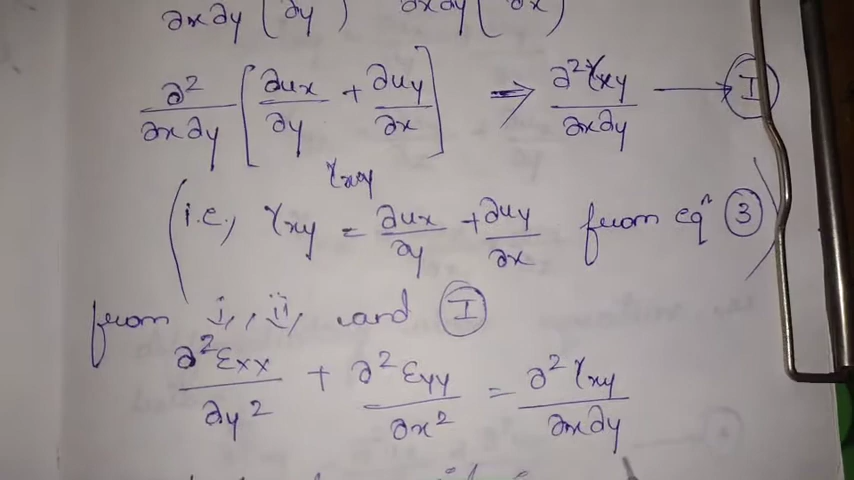 ∂x∂y ( ∂y ) ∂x∂y ( ∂x )
∂²/∂x∂y [ ∂ux/∂y + ∂uy/∂x ] ⇒ ∂²γxy/∂x∂y → I
γxy
( i.e., γxy = ∂ux/∂y + ∂uy/∂x from eqⁿ 3 )
from i, ii, and I
∂²εxx/∂y² + ∂²εyy/∂x² = ∂²γxy/∂x∂y